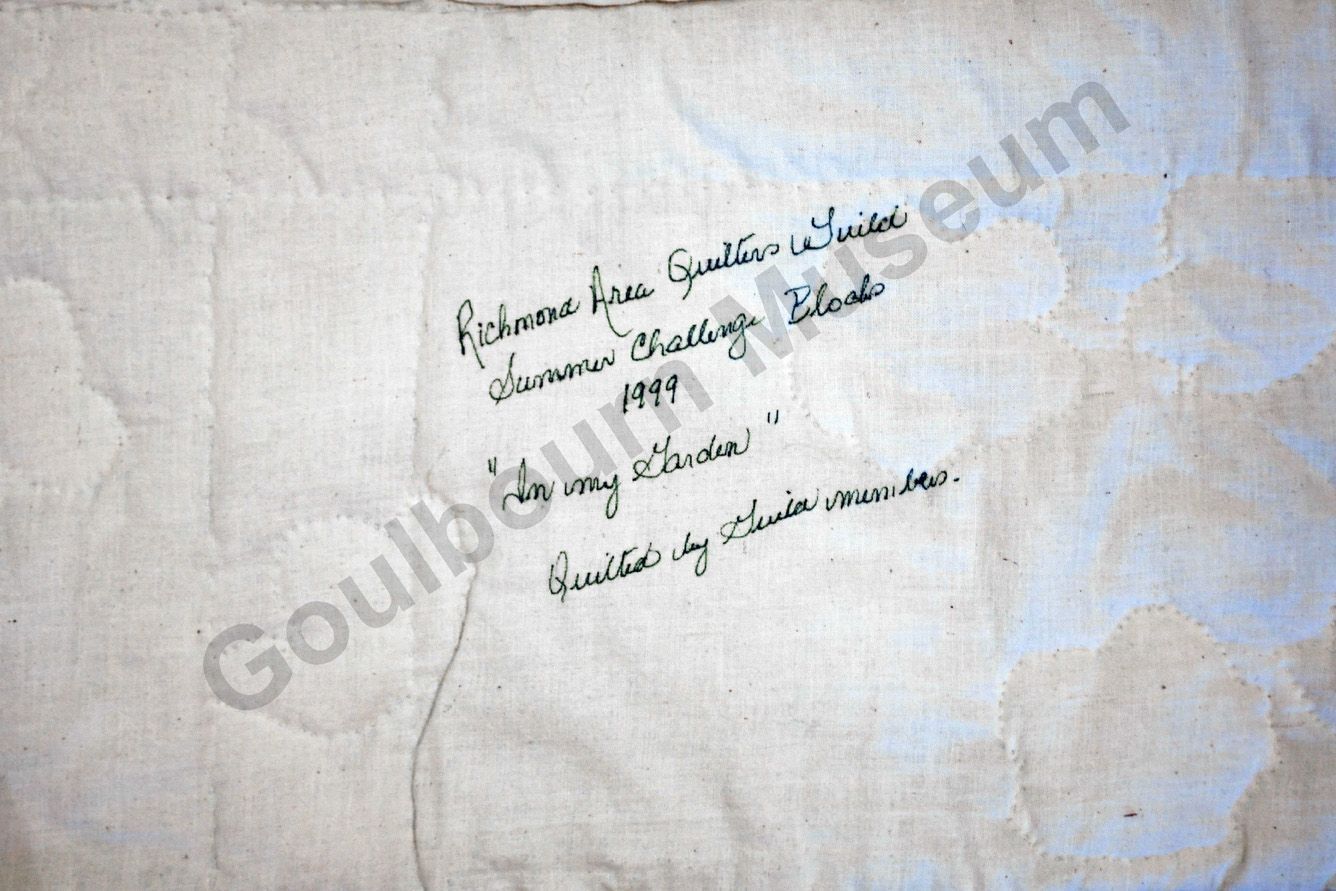 Richmond Area Quilters Guild
Summer Challenge Blocks
1999
"In my Garden"
Quilted by Guild members.
Goulbourn Museum